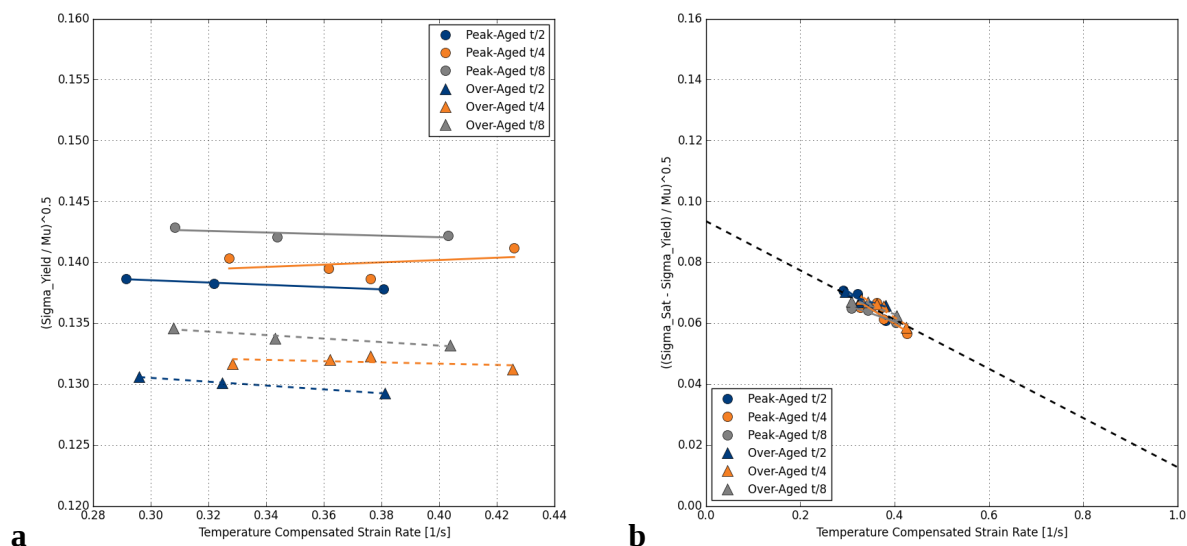 0.160
0.155
0.150
0.145
0.140
0.135
0.130
0.125
0.120
(Sigma_Yield / Mu)^0.5
Peak-Aged t/2
Peak-Aged t/4
Peak-Aged t/8
Over-Aged t/2
Over-Aged t/4
Over-Aged t/8
0.28 0.30 0.32 0.34 0.36 0.38 0.40 0.42 0.44
Temperature Compensated Strain Rate [1/s]
a
0.16
0.14
0.12
0.10
0.08
0.06
0.04
0.02
0.00
((Sigma_Sat - Sigma_Yield) / Mu)^0.5
Peak-Aged t/2
Peak-Aged t/4
Peak-Aged t/8
Over-Aged t/2
Over-Aged t/4
Over-Aged t/8
0.0 0.2 0.4 0.6 0.8 1.0
Temperature Compensated Strain Rate [1/s]
b